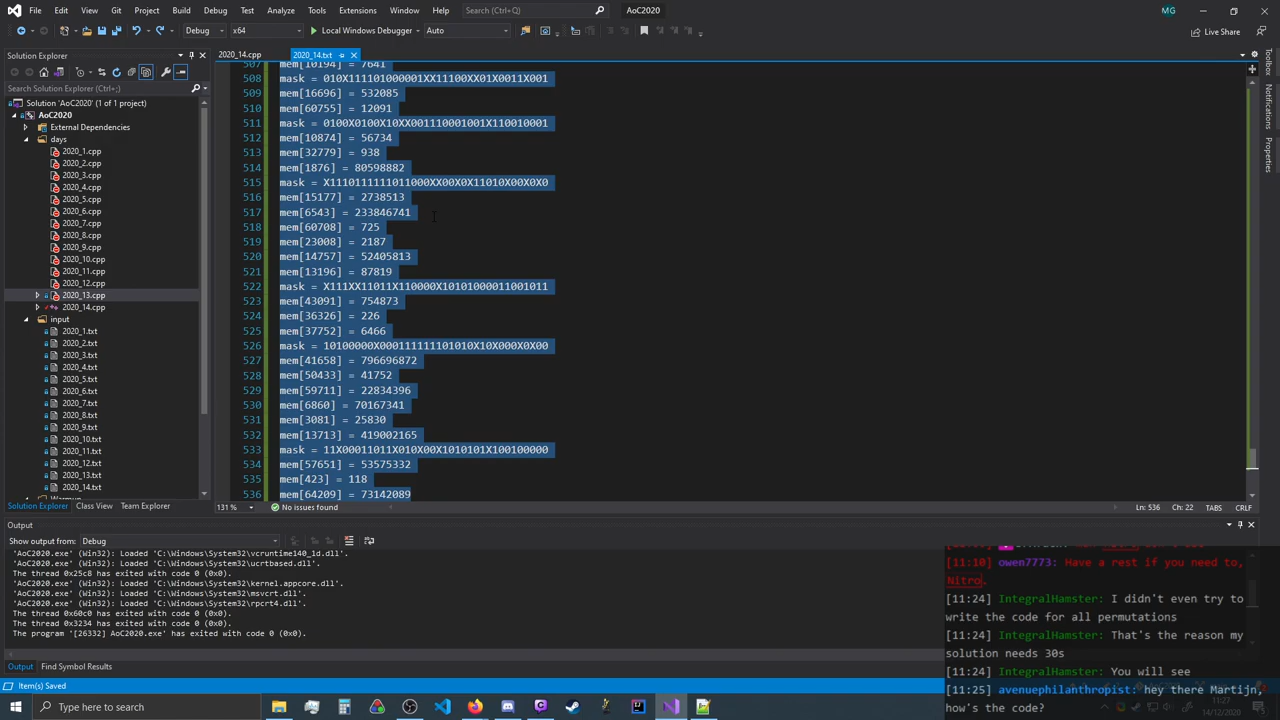 File Edit View Git Project Build Debug Test Analyze Tools Extensions Window Help Search (Ctrl+Q) AoC2020 MG
Debug x64 Local Windows Debugger Auto Live Share
Solution Explorer
Search Solution Explorer (Ctrl+;)
Solution 'AoC2020' (1 of 1 project)
AoC2020
External Dependencies
days
2020_1.cpp
2020_2.cpp
2020_3.cpp
2020_4.cpp
2020_5.cpp
2020_6.cpp
2020_7.cpp
2020_8.cpp
2020_9.cpp
2020_10.cpp
2020_11.cpp
2020_12.cpp
2020_13.cpp
2020_14.cpp
input
2020_1.txt
2020_2.txt
2020_3.txt
2020_4.txt
2020_5.txt
2020_6.txt
2020_7.txt
2020_8.txt
2020_9.txt
2020_10.txt
2020_11.txt
2020_12.txt
2020_13.txt
2020_14.txt
Warmup
Solution Explorer Class View Team Explorer
2020_14.cpp 2020_14.txt
507 mem[10194] = 7641
508 mask = 010X111101000001XX11100XX01X0011X001
509 mem[16696] = 532085
510 mem[60755] = 12091
511 mask = 0100X0100X10XX001110001001X110010001
512 mem[10874] = 56734
513 mem[32779] = 938
514 mem[1876] = 80598882
515 mask = X1110111111011000XX00X0X11010X00X0X0
516 mem[15177] = 2738513
517 mem[6543] = 233846741
518 mem[60708] = 725
519 mem[23008] = 2187
520 mem[14757] = 52405813
521 mem[13196] = 87819
522 mask = X111XX11011X110000X10101000011001011
523 mem[43091] = 754873
524 mem[36326] = 226
525 mem[37752] = 6466
526 mask = 10100000X000111111101010X10X000X0X00
527 mem[41658] = 796696872
528 mem[50433] = 41752
529 mem[59711] = 22834396
530 mem[6860] = 70167341
531 mem[3081] = 25830
532 mem[13713] = 419002165
533 mask = 11X00011011X010X00X1010101X100100000
534 mem[57651] = 53575332
535 mem[423] = 118
536 mem[64209] = 73142089
131 % No issues found Ln: 536 Ch: 22 TABS CRLF
Toolbox
Notifications
Properties
Output
Show output from: Debug
'AoC2020.exe' (Win32): Loaded 'C:\Windows\System32\vcruntime140_1d.dll'.
'AoC2020.exe' (Win32): Loaded 'C:\Windows\System32\ucrtbased.dll'.
The thread 0x25c8 has exited with code 0 (0x0).
'AoC2020.exe' (Win32): Loaded 'C:\Windows\System32\kernel.appcore.dll'.
'AoC2020.exe' (Win32): Loaded 'C:\Windows\System32\msvcrt.dll'.
'AoC2020.exe' (Win32): Loaded 'C:\Windows\System32\rpcrt4.dll'.
The thread 0x60c0 has exited with code 0 (0x0).
The thread 0x3234 has exited with code 0 (0x0).
The program '[26332] AoC2020.exe' has exited with code 0 (0x0).
Output Find Symbol Results
[11:10] owen7773: Have a rest if you need to,
Nitro.
[11:24] IntegralHamster: I didn't even try to
write the code for all permutations
[11:24] IntegralHamster: That's the reason my
solution needs 30s
[11:24] IntegralHamster: You will see
[11:25] avenuephilanthropist: hey there Martijn,
how's the code?
Item(s) Saved
Type here to search
11:27
14/12/2020